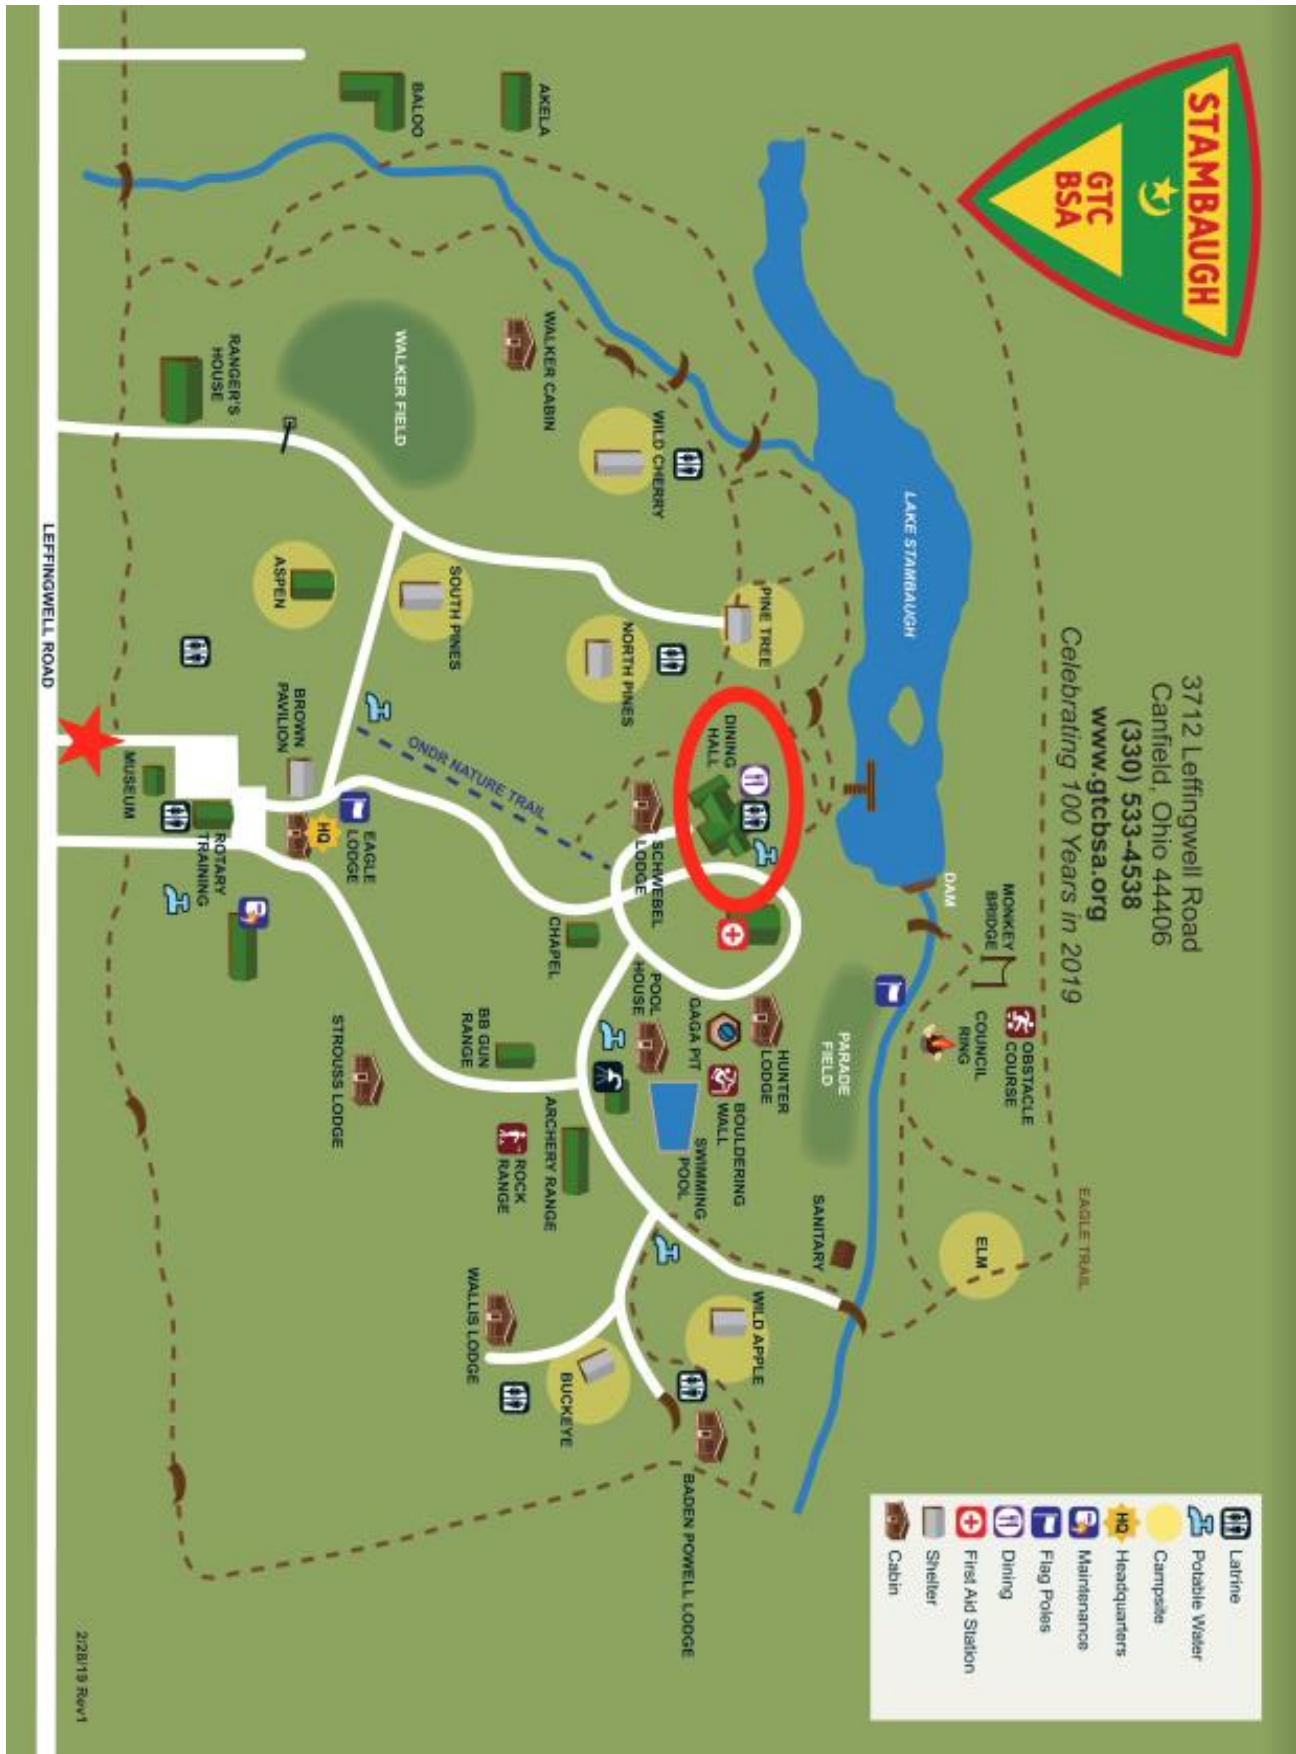 STAMBAUGH
GTC
BSA
3712 Leffingwell Road
Canfield, Ohio 44406
(330) 533-4538
www.gtcbsa.org
Celebrating 100 Years in 2019
Latrine
Potable Water
Campsite
HQ
Headquarters
Maintenance
Flag Poles
Dining
First Aid Station
Shelter
Cabin
EAGLE TRAIL
OBSTACLE
COURSE
MONKEY
BRIDGE
COUNCIL
RING
ELM
DAM
LAKE STAMBAUGH
PARADE
FIELD
SANITARY
AKELA
BALOO
WALKER CABIN
WILD CHERRY
PINE TREE
DINING
HALL
NORTH PINES
SCHWEBEL
LODGE
HUNTER
LODGE
GAGA PIT
BOULDERING
WALL
POOL
HOUSE
SWIMMING
POOL
WILD APPLE
BADEN POWELL LODGE
WALKER FIELD
SOUTH PINES
ONDR NATURE TRAIL
CHAPEL
BB GUN
RANGE
ARCHERY RANGE
ROCK
RANGE
WALLIS LODGE
BUCKEYE
RANGER'S
HOUSE
ASPEN
BROWN
PAVILION
HQ
EAGLE
LODGE
STROUSS LODGE
MUSEUM
ROTARY
TRAINING
LEFFINGWELL ROAD
2/28/19 Rev1